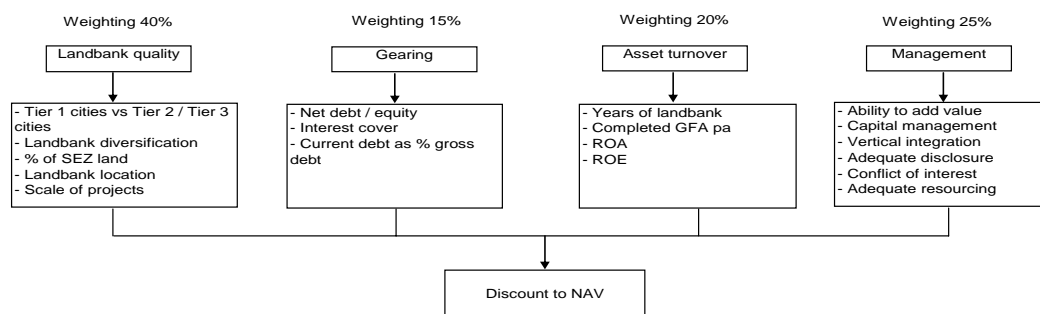 Weighting 40%
Weighting 15%
Weighting 20%
Weighting 25%
Landbank quality
Gearing
Asset turnover
Management
- Tier 1 cities vs Tier 2 / Tier 3
cities
- Landbank diversification
- % of SEZ land
- Landbank location
- Scale of projects
- Net debt / equity
- Interest cover
- Current debt as % gross
debt
- Years of landbank
- Completed GFA pa
- ROA
- ROE
- Ability to add value
- Capital management
- Vertical integration
- Adequate disclosure
- Conflict of interest
- Adequate resourcing
Discount to NAV